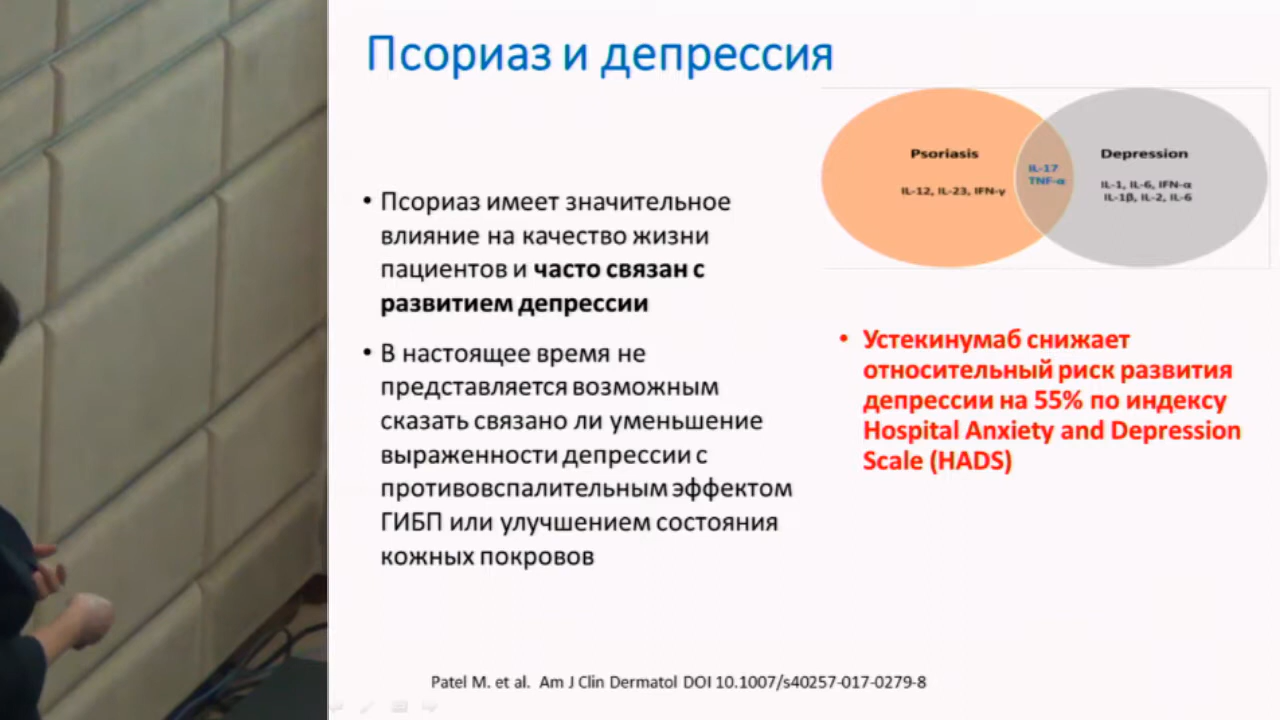 Псориаз и депрессия
Psoriasis
IL-12, IL-23, IFN-γ
IL-17
TNF-α
Depression
IL-1, IL-6, IFN-α
IL-1β, IL-2, IL-6
• Псориаз имеет значительное
влияние на качество жизни
пациентов и часто связан с
развитием депрессии
• В настоящее время не
представляется возможным
сказать связано ли уменьшение
выраженности депрессии с
противовспалительным эффектом
ГИБП или улучшением состояния
кожных покровов
• Устекинумаб снижает
относительный риск развития
депрессии на 55% по индексу
Hospital Anxiety and Depression
Scale (HADS)
Patel M. et al. Am J Clin Dermatol DOI 10.1007/s40257-017-0279-8